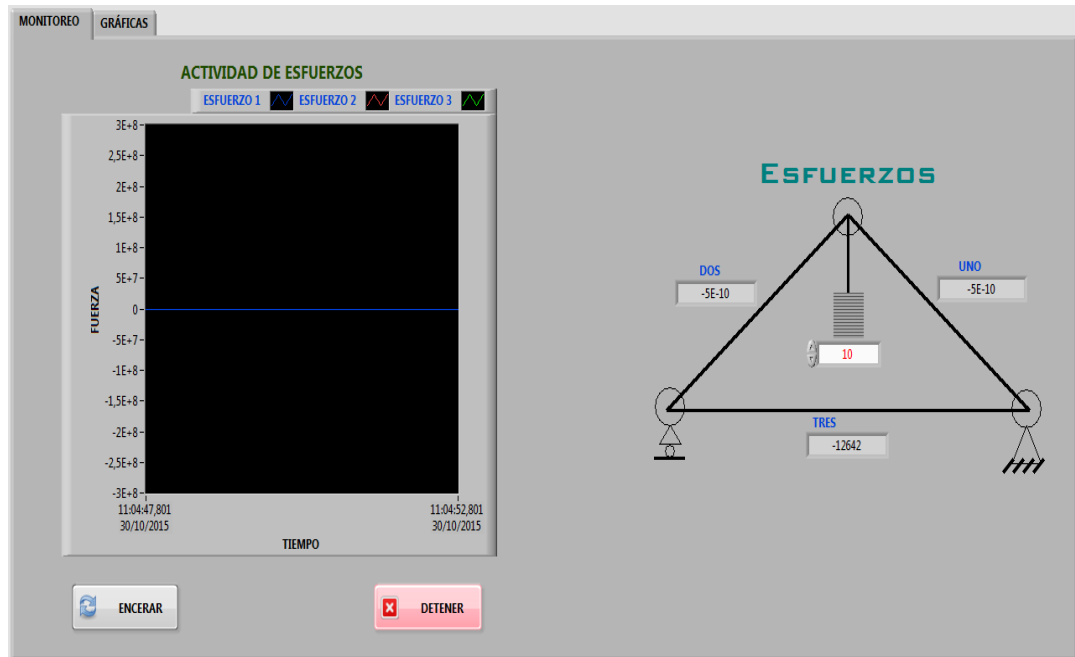 MONITOREO
GRÁFICAS
ACTIVIDAD DE ESFUERZOS
ESFUERZO 1 ESFUERZO 2 ESFUERZO 3
3E+8
2,5E+8
2E+8
1,5E+8
1E+8
5E+7
0
-5E+7
-1E+8
-1,5E+8
-2E+8
-2,5E+8
-3E+8
FUERZA
11:04:47,801
30/10/2015
11:04:52,801
30/10/2015
TIEMPO
ENCERAR
DETENER
ESFUERZOS
DOS
-5E-10
UNO
-5E-10
10
TRES
-12642